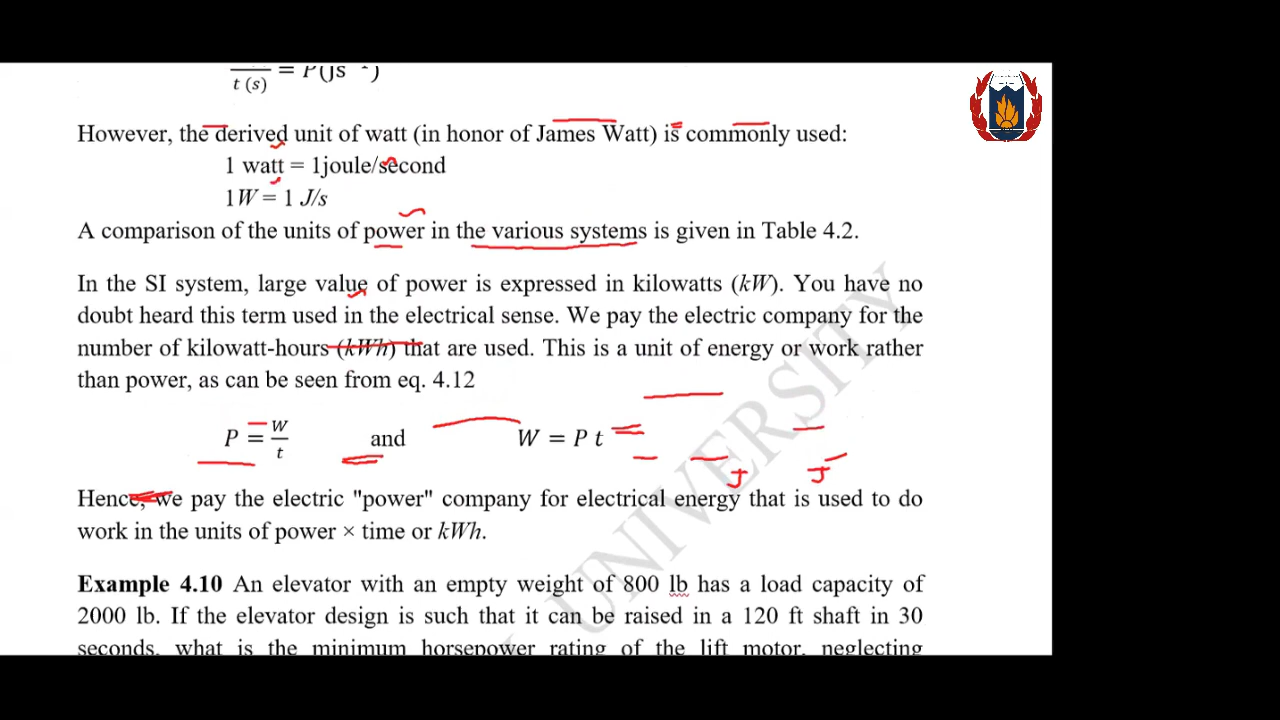 t (s) = P(Js⁻¹)
However, the derived unit of watt (in honor of James Watt) is commonly used:
1 watt = 1joule/second
1W = 1 J/s
A comparison of the units of power in the various systems is given in Table 4.2.
In the SI system, large value of power is expressed in kilowatts (kW). You have no
doubt heard this term used in the electrical sense. We pay the electric company for the
number of kilowatt-hours (kWh) that are used. This is a unit of energy or work rather
than power, as can be seen from eq. 4.12
P = W/t and W = P t
J J
Hence, we pay the electric "power" company for electrical energy that is used to do
work in the units of power × time or kWh.
Example 4.10 An elevator with an empty weight of 800 lb has a load capacity of
2000 lb. If the elevator design is such that it can be raised in a 120 ft shaft in 30
seconds, what is the minimum horsepower rating of the lift motor, neglecting
UNIVERSITY